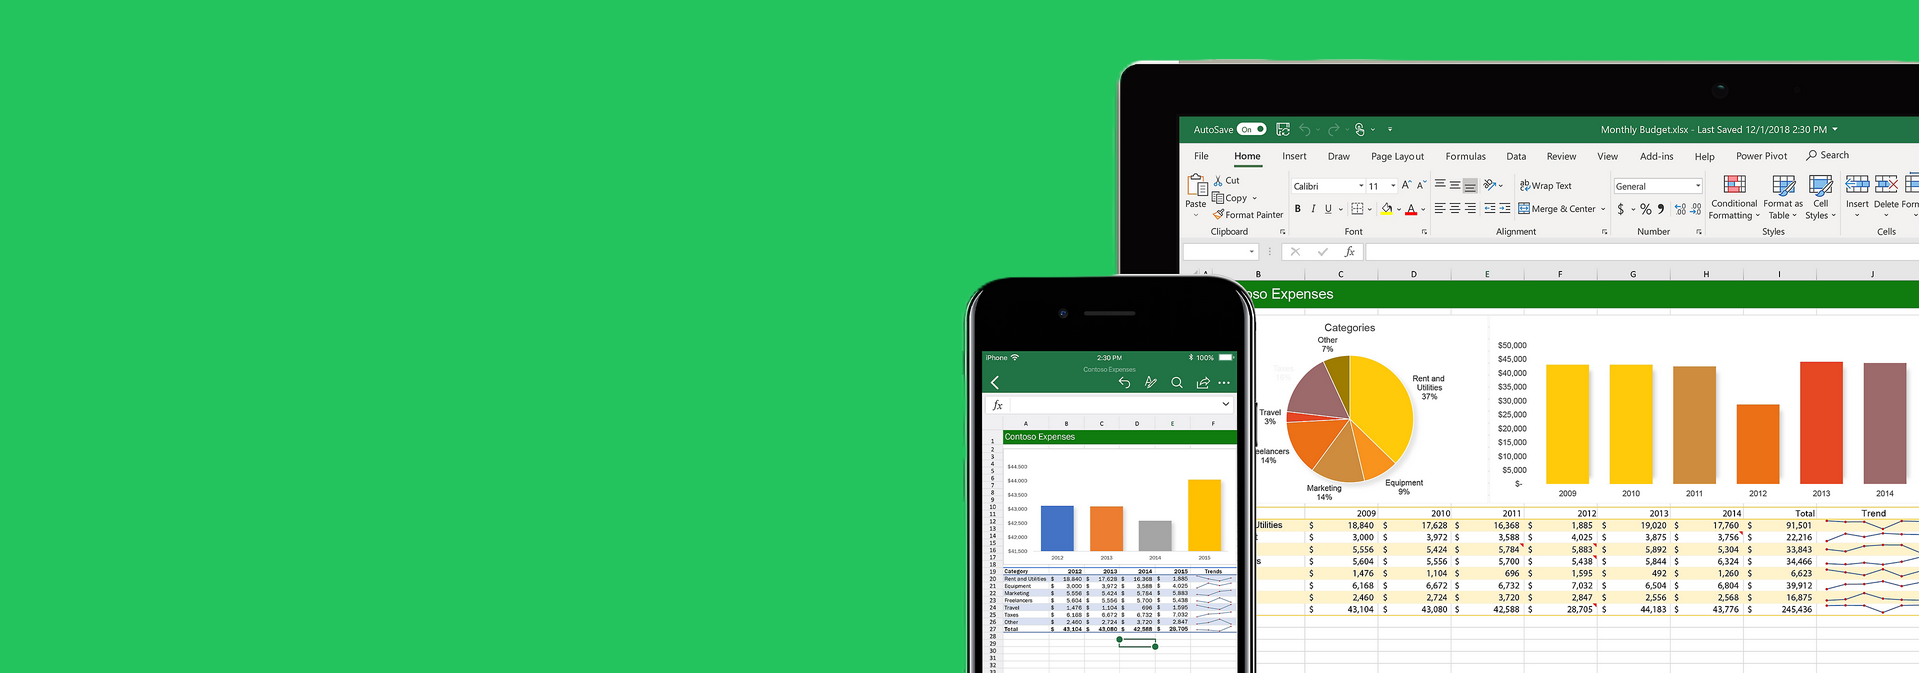 AutoSave On
Monthly Budget.xlsx - Last Saved 12/1/2018 2:30 PM
File Home Insert Draw Page Layout Formulas Data Review View Add-ins Help Power Pivot Search
Paste
Cut
Copy
Format Painter
Calibri 11
B I U
Wrap Text
Merge & Center
General
$ % 9
Conditional Formatting
Format as Table
Cell Styles
Insert Delete Form
Clipboard Font Alignment Number Styles Cells
fx
A B C D E F G H I J
oso Expenses
Categories
Other
7%
Rent and
Utilities
37%
Travel
3%
eelancers
14%
Marketing
14%
Equipment
9%
$50,000
$45,000
$40,000
$35,000
$30,000
$25,000
$20,000
$15,000
$10,000
$5,000
$-
2009 2010 2011 2012 2013 2014
2009 2010 2011 2012 2013 2014 Total Trend
Utilities $ 18,840 $ 17,628 $ 16,368 $ 1,885 $ 19,020 $ 17,760 $ 91,501
t $ 3,000 $ 3,972 $ 3,588 $ 4,025 $ 3,875 $ 3,756 $ 22,216
$ 5,556 $ 5,424 $ 5,784 $ 5,883 $ 5,892 $ 5,304 $ 33,843
s $ 5,604 $ 5,556 $ 5,700 $ 5,438 $ 5,844 $ 6,324 $ 34,466
$ 1,476 $ 1,104 $ 696 $ 1,595 $ 492 $ 1,260 $ 6,623
$ 6,168 $ 6,672 $ 6,732 $ 7,032 $ 6,504 $ 6,804 $ 39,912
$ 2,460 $ 2,724 $ 3,720 $ 2,847 $ 2,556 $ 2,568 $ 16,875
$ 43,104 $ 43,080 $ 42,588 $ 28,705 $ 44,183 $ 43,776 $ 245,436
iPhone 2:30 PM 100%
Contoso Expenses
fx
A B C D E F
Contoso Expenses
$44,500
$44,000
$43,500
$43,000
$42,500
$42,000
$41,500
2012 2013 2014 2015
Category 2012 2013 2014 2015 Trends
Rent and Utilities $ 18,840 $ 17,628 $ 16,368 $ 1,885
Equipment $ 3,000 $ 3,972 $ 3,588 $ 4,025
Marketing $ 5,556 $ 5,424 $ 5,784 $ 5,883
Freelancers $ 5,604 $ 5,556 $ 5,700 $ 5,438
Travel $ 1,476 $ 1,104 $ 696 $ 1,595
Taxes $ 6,168 $ 6,672 $ 6,732 $ 7,032
Other $ 2,460 $ 2,724 $ 3,720 $ 2,847
Total $ 43,104 $ 43,080 $ 42,588 $ 28,705